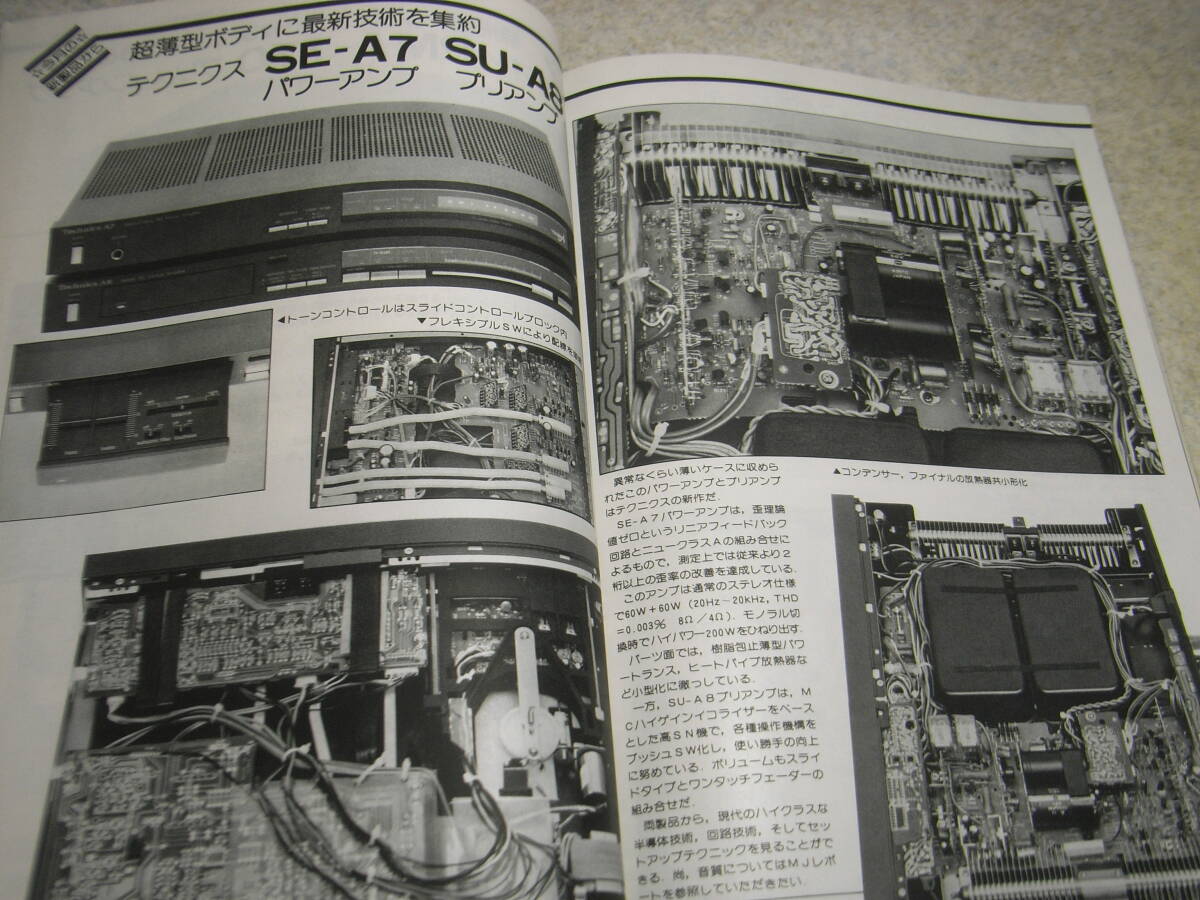 ☆今月の☆
新製品から
超薄型ボディに最新技術を集約
テクニクス SE-A7 SU-A8
パワーアンプ プリアンプ
Technics A7
Technics A8
◀トーンコントロールはスライドコントロールブロック内
▼フレキシブルSWにより配線を
▲コンデンサー，ファイナルの放熱器共小形化
異常なくらい薄いケースに収めら
れたこのパワーアンプとプリアンプ
はテクニクスの新作だ．
SE-A7パワーアンプは，歪理論
値ゼロというリニアフィードバック
回路とニュークラスAの組み合せに
よるもので，測定上では従来より2
桁以上の歪率の改善を達成している．
このアンプは通常のステレオ仕様
で60W+60W（20Hz～20kHz，THD
=0.003% 8Ω／4Ω）．モノラル切
換時でハイパワー200Wをひねり出す．
パーツ面では，樹脂包止薄型パワ
ートランス，ヒートパイプ放熱器な
ど小型化に徹っしている．
一方，SU-A8プリアンプは，M
Cハイゲインイコライザーをベース
とした高SN機で，各種操作機構を
プッシュSW化し，使い勝手の向上
に努めている．ボリュームもスライ
ドタイプとワンタッチフェーダーの
組み合せだ．
両製品から，現代のハイクラスな
半導体技術，回路技術，そしてセッ
トアップテクニックを見ることがで
きる．尚，音質についてはMJレポ
ートを参照していただきたい．